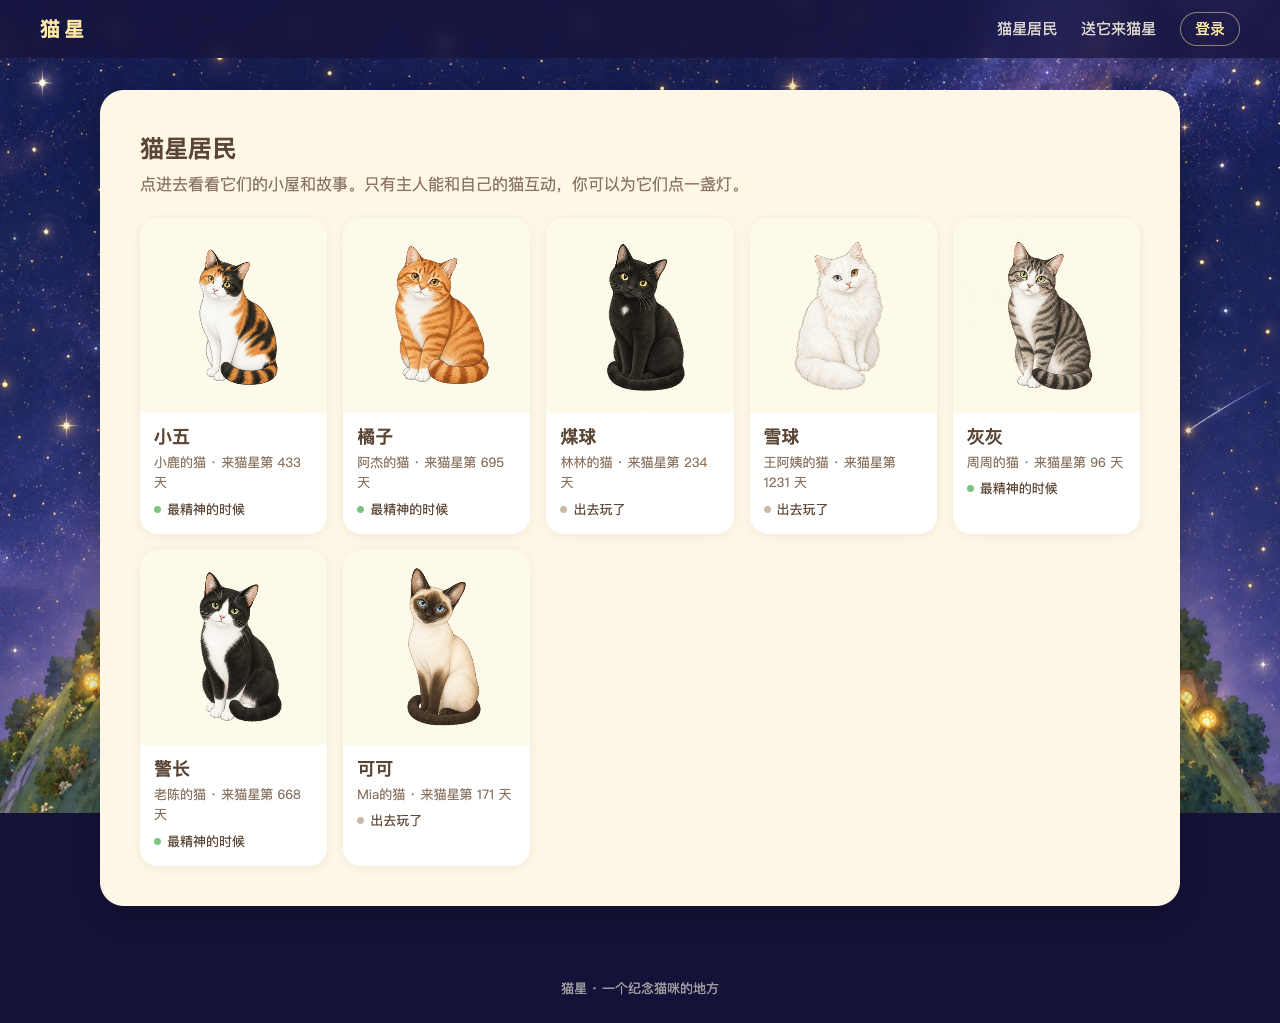 猫星
猫星居民
送它来猫星
登录
猫星居民
点进去看看它们的小屋和故事。只有主人能和自己的猫互动，你可以为它们点一盏灯。
小五
小鹿的猫 · 来猫星第 433
天
最精神的时候
橘子
阿杰的猫 · 来猫星第 695
天
最精神的时候
煤球
林林的猫 · 来猫星第 234
天
出去玩了
雪球
王阿姨的猫 · 来猫星第
1231 天
出去玩了
灰灰
周周的猫 · 来猫星第 96 天
最精神的时候
警长
老陈的猫 · 来猫星第 668
天
最精神的时候
可可
Mia的猫 · 来猫星第 171 天
出去玩了
猫星 · 一个纪念猫咪的地方